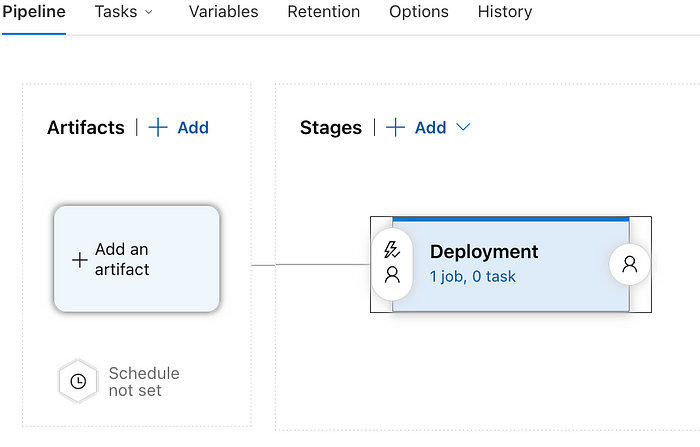 Pipeline Tasks Variables Retention Options History
Artifacts | + Add
Stages | + Add
+ Add an
artifact
Deployment
1 job, 0 task
Schedule
not set